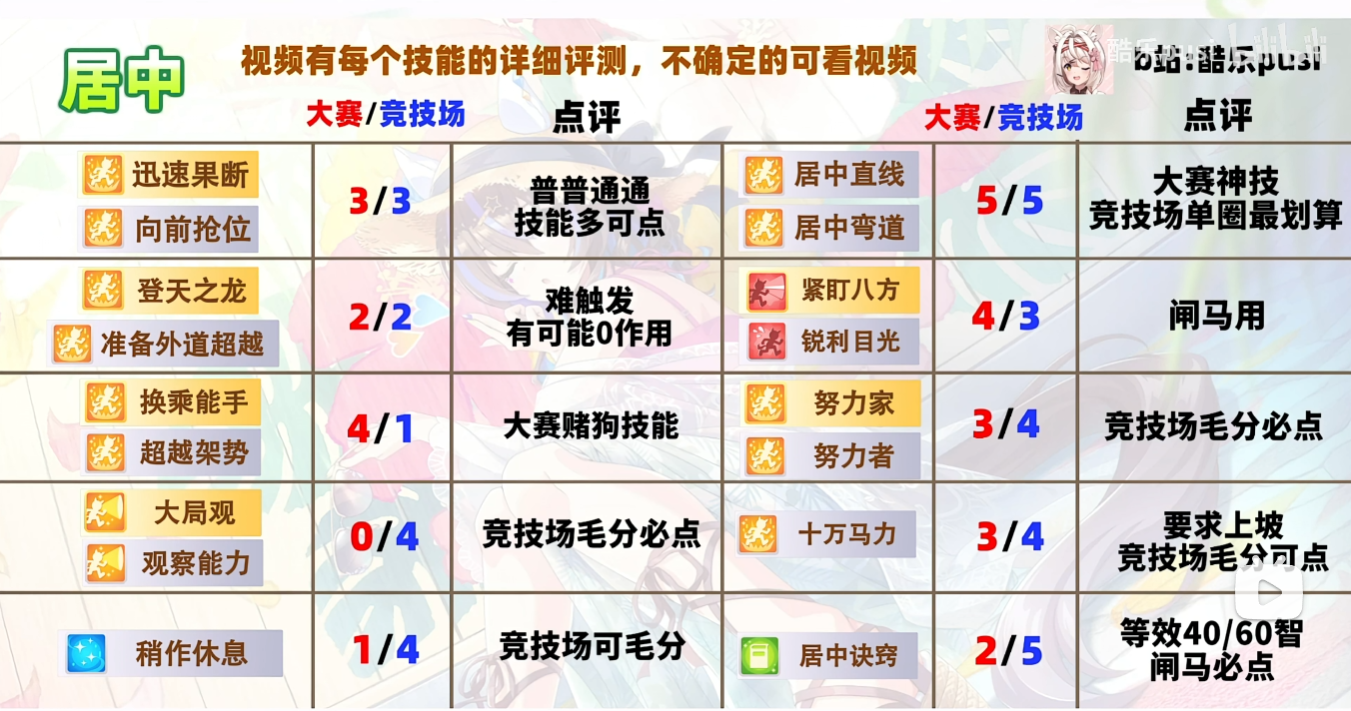 居中
视频有每个技能的详细评测，不确定的可看视频
b站:酷乐pusi
大赛/竞技场
点评
大赛/竞技场
点评
迅速果断
向前抢位
3/3
普普通通
技能多可点
居中直线
居中弯道
5/5
大赛神技
竞技场单圈最划算
登天之龙
准备外道超越
2/2
难触发
有可能0作用
紧盯八方
锐利目光
4/3
闸马用
换乘能手
超越架势
4/1
大赛赌狗技能
努力家
努力者
3/4
竞技场毛分必点
大局观
观察能力
0/4
竞技场毛分必点
十万马力
3/4
要求上坡
竞技场毛分可点
稍作休息
1/4
竞技场可毛分
居中诀窍
2/5
等效40/60智
闸马必点